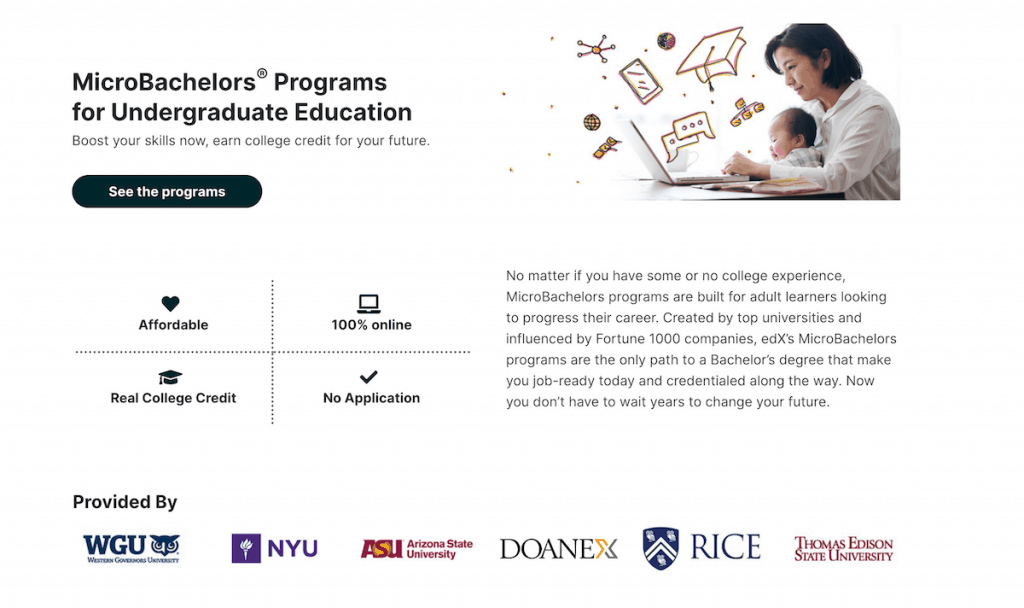 MicroBachelors® Programs
for Undergraduate Education
Boost your skills now, earn college credit for your future.
See the programs
Affordable
100% online
Real College Credit
No Application
No matter if you have some or no college experience,
MicroBachelors programs are built for adult learners looking
to progress their career. Created by top universities and
influenced by Fortune 1000 companies, edX’s MicroBachelors
programs are the only path to a Bachelor’s degree that make
you job-ready today and credentialed along the way. Now
you don’t have to wait years to change your future.
Provided By
WGU
WESTERN GOVERNORS UNIVERSITY
NYU
ASU Arizona State
University
DOANEX
RICE
THOMAS EDISON
STATE UNIVERSITY